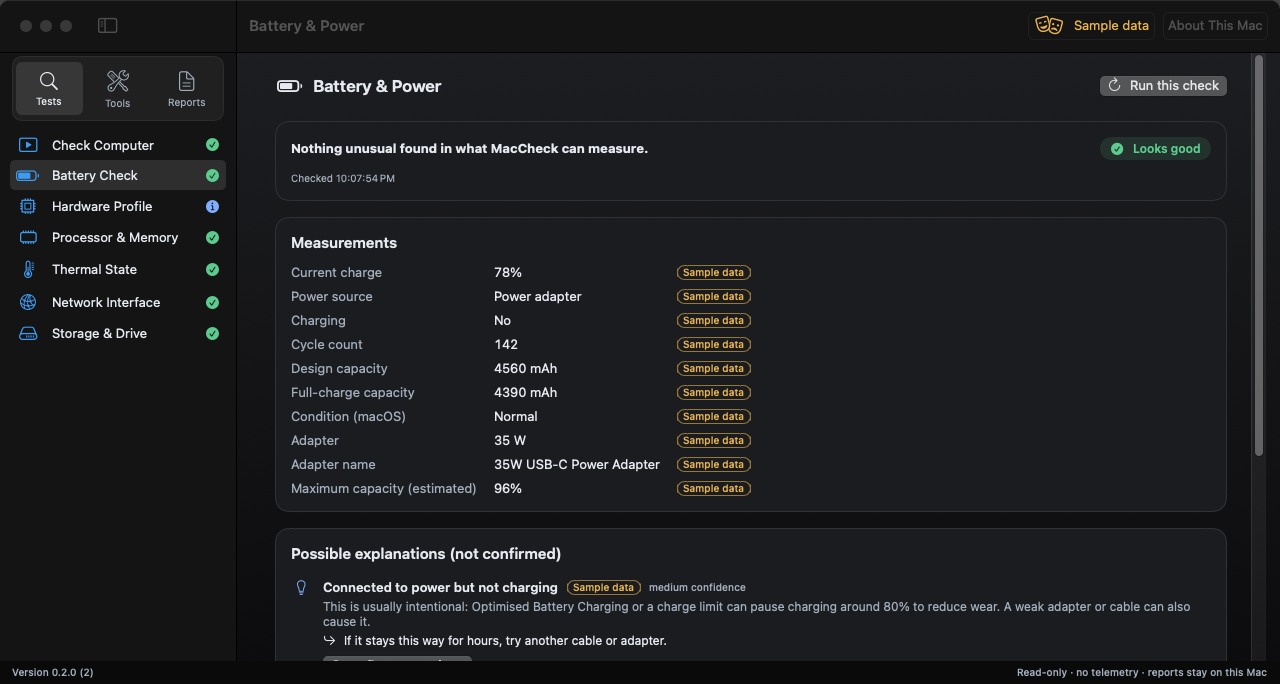 Battery & Power
Sample data
About This Mac
Tests
Tools
Reports
Check Computer
Battery Check
Hardware Profile
Processor & Memory
Thermal State
Network Interface
Storage & Drive
Battery & Power
Run this check
Nothing unusual found in what MacCheck can measure.
Looks good
Checked 10:07:54 PM
Measurements
Current charge 78% Sample data
Power source Power adapter Sample data
Charging No Sample data
Cycle count 142 Sample data
Design capacity 4560 mAh Sample data
Full-charge capacity 4390 mAh Sample data
Condition (macOS) Normal Sample data
Adapter 35 W Sample data
Adapter name 35W USB-C Power Adapter Sample data
Maximum capacity (estimated) 96% Sample data
Possible explanations (not confirmed)
Connected to power but not charging Sample data medium confidence
This is usually intentional: Optimised Battery Charging or a charge limit can pause charging around 80% to reduce wear. A weak adapter or cable can also
cause it.
↪ If it stays this way for hours, try another cable or adapter.
Version 0.2.0 (2)
Read-only · no telemetry · reports stay on this Mac